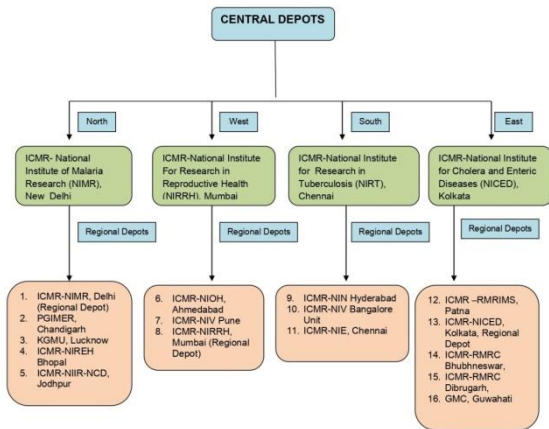 CENTRAL DEPOTS
North
West
South
East
ICMR- National
Institute of Malaria
Research (NIMR),
New Delhi
ICMR-National Institute
For Research in
Reproductive Health
(NIRRH), Mumbai
ICMR-National Institute
for Research in
Tuberculosis (NIRT),
Chennai
ICMR-National Institute
for Cholera and Enteric
Diseases (NICED),
Kolkata
Regional Depots
Regional Depots
Regional Depots
Regional Depots
1. ICMR-NIMR, Delhi
(Regional Depot)
2. PGIMER,
Chandigarh
3. KGMU, Lucknow
4. ICMR-NIREH
Bhopal
5. ICMR-NIIR-NCD,
Jodhpur
6. ICMR-NIOH,
Ahmedabad
7. ICMR-NIV Pune
8. ICMR-NIRRH,
Mumbai (Regional
Depot)
9. ICMR-NIN Hyderabad
10. ICMR-NIV Bangalore
Unit
11. ICMR-NIE, Chennai
12. ICMR –RMRIMS,
Patna
13. ICMR-NICED,
Kolkata, Regional
Depot
14. ICMR-RMRC
Bhubhneswar,
15. ICMR-RMRC
Dibrugarh,
16. GMC, Guwahati